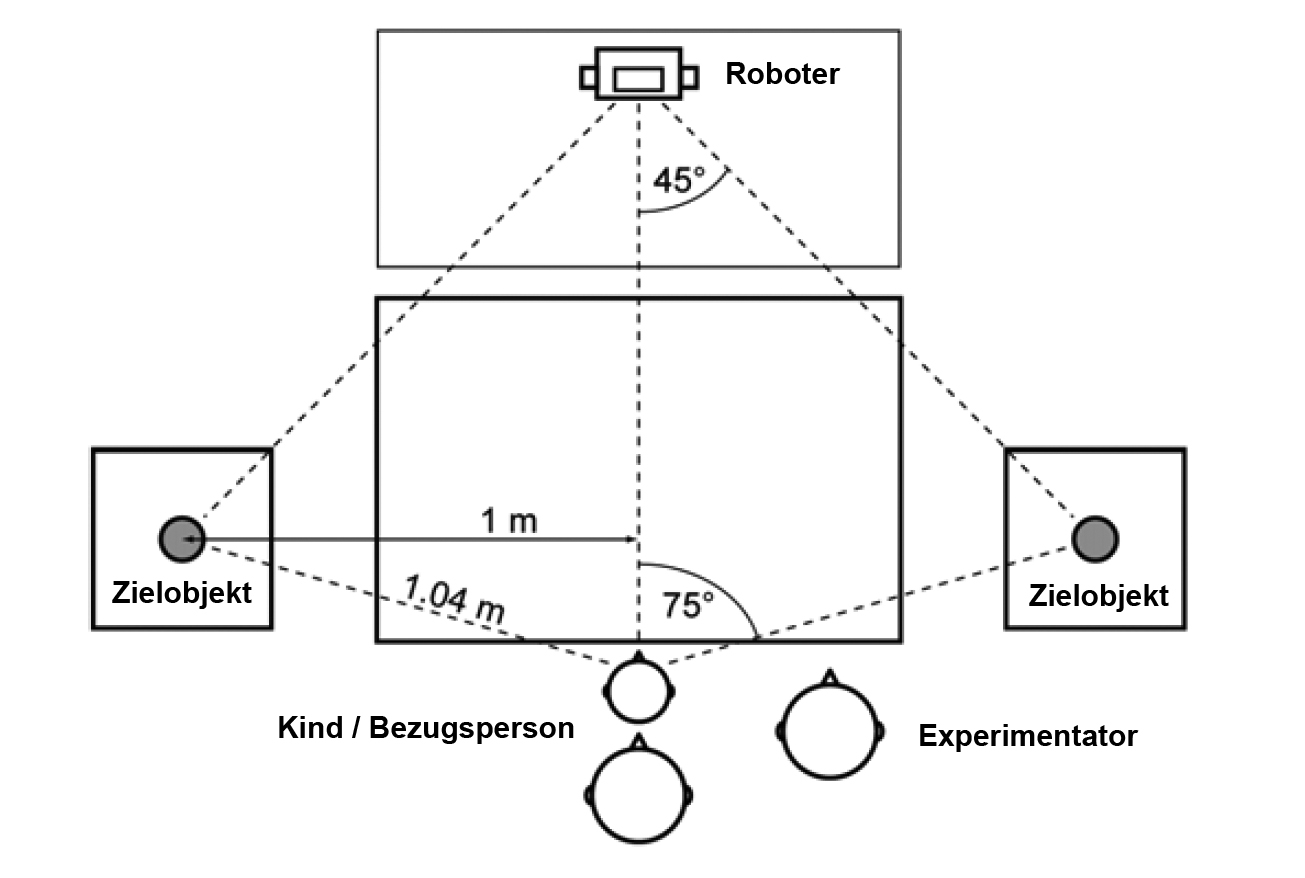 Roboter
45°
1 m
1.04 m
75°
Zielobjekt
Zielobjekt
Kind / Bezugsperson
Experimentator